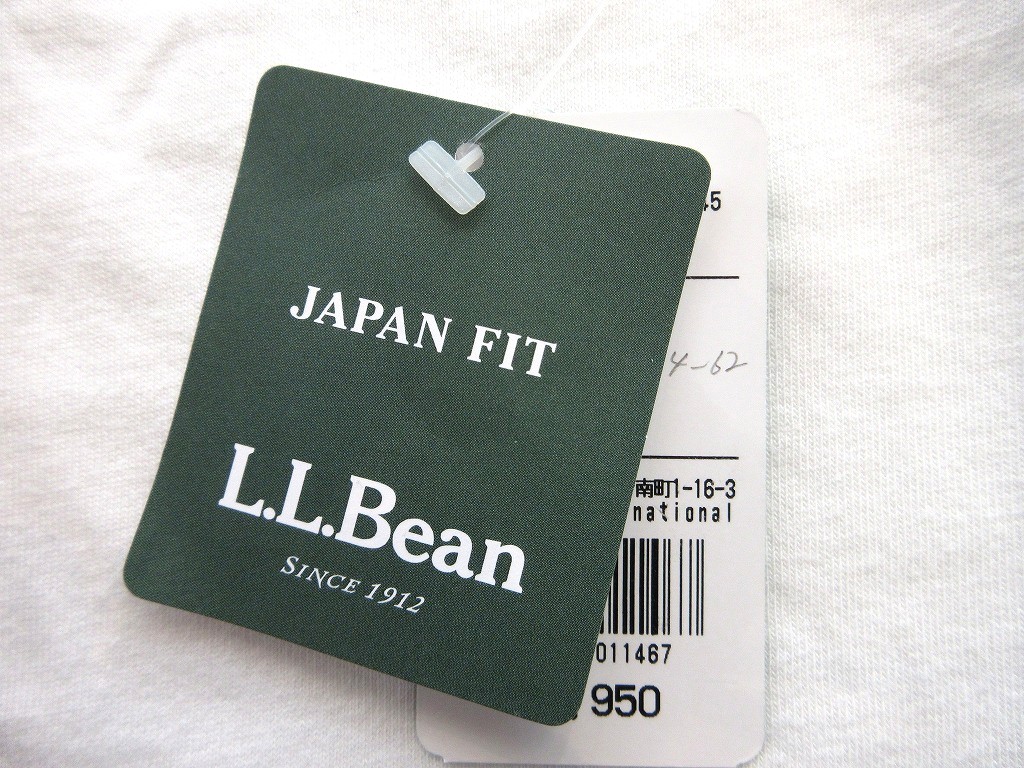 JAPAN FIT
L.L.Bean
SINCE 1912
45
4-62
南町1-16-3
national
011467
950